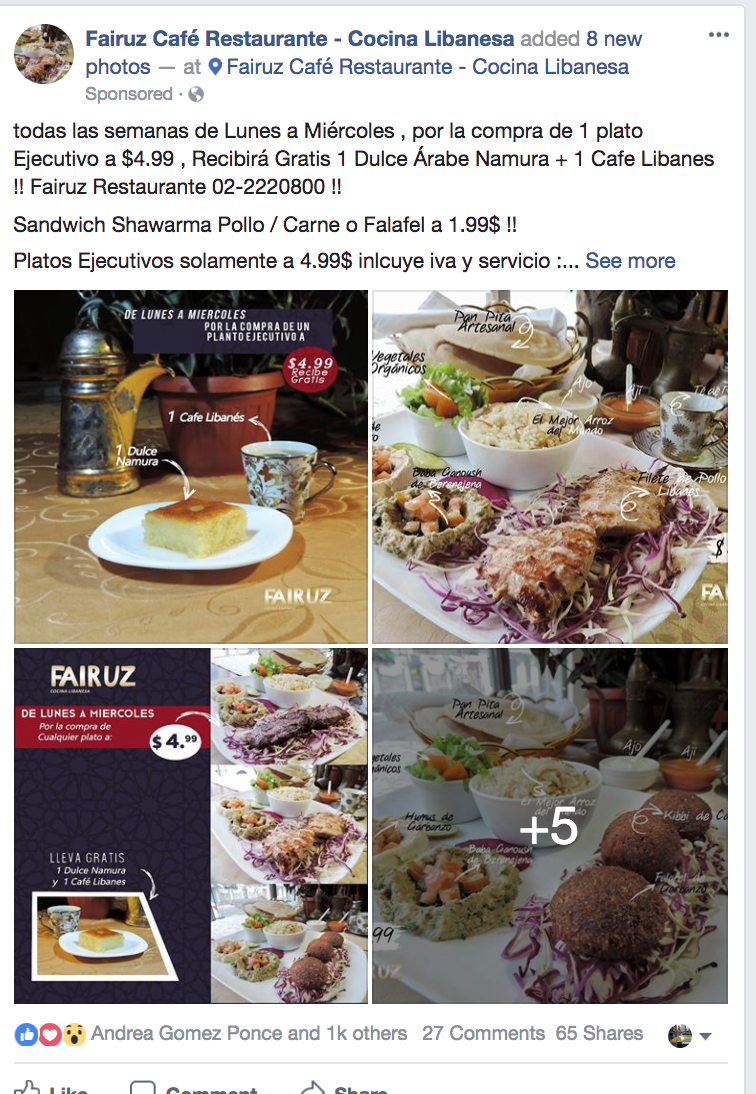 Fairuz Café Restaurante - Cocina Libanesa added 8 new
photos — at Fairuz Café Restaurante - Cocina Libanesa
Sponsored ·
todas las semanas de Lunes a Miércoles , por la compra de 1 plato
Ejecutivo a $4.99 , Recibirá Gratis 1 Dulce Árabe Namura + 1 Cafe Libanes
!! Fairuz Restaurante 02-2220800 !!
Sandwich Shawarma Pollo / Carne o Falafel a 1.99$ !!
Platos Ejecutivos solamente a 4.99$ inlcuye iva y servicio :... See more
DE LUNES A MIERCOLES
POR LA COMPRA DE UN
PLANTO EJECUTIVO A
$4.99
Recibe
Gratis
1 Cafe Libanés
1 Dulce
Namura
FAIRUZ
Pan Pita
Artesanal
Vegetales
Orgánicos
Ajo
Ají
El Mejor Arroz
del Mundo
Baba Ganoush
de Berenejena
Filete de Pollo
Libanes
$
FA
FAIRUZ
COCINA LIBANESA
DE LUNES A MIERCOLES
Por la compra de
Cualquier plato a:
$4.99
LLEVA GRATIS
1 Dulce Namura
y 1 Café Libanes
Pan Pita
Artesanal
etales
ánicos
Ajo
Ají
El Mejor Arroz
del Mundo
+5
Humus de
Garbanzo
Kibbi de Ca
Baba Ganoush
de Berenjena
Falafel de
Garbanzo
99
UZ
Andrea Gomez Ponce and 1k others 27 Comments 65 Shares
Like Comment Share